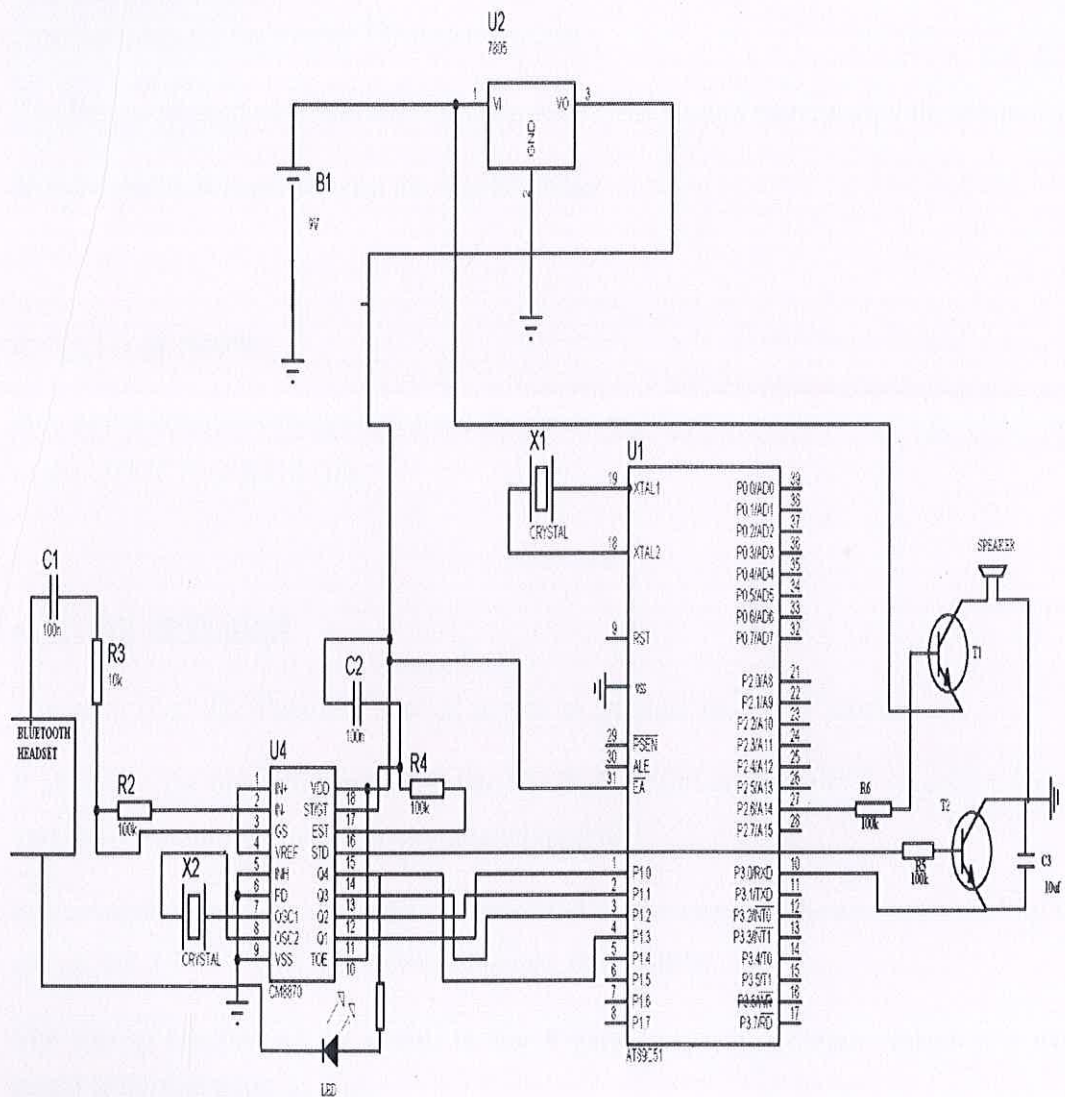 U2
7805
1 VI VO 3
GND
2
B1
9V
X1
CRYSTAL
U1
19 XTAL1
18 XTAL2
9 RST
VSS
29 PSEN
30 ALE
31 EA
1 P1.0
2 P1.1
3 P1.2
4 P1.3
5 P1.4
6 P1.5
7 P1.6
8 P1.7
P0.0/AD0 39
P0.1/AD1 38
P0.2/AD2 37
P0.3/AD3 36
P0.4/AD4 35
P0.5/AD5 34
P0.6/AD6 33
P0.7/AD7 32
P2.0/A8 21
P2.1/A9 22
P2.2/A10 23
P2.3/A11 24
P2.4/A12 25
P2.5/A13 26
P2.6/A14 27
P2.7/A15 28
P3.0/RXD 10
P3.1/TXD 11
P3.2/INT0 12
P3.3/INT1 13
P3.4/T0 14
P3.5/T1 15
P3.6/WR 16
P3.7/RD 17
AT89C51
SPEAKER
T1
R6
100k
T2
R5
100k
C3
10uf
C1
100n
R3
10k
BLUETOOTH
HEADSET
R2
100k
C2
100n
R4
100k
X2
CRYSTAL
U4
1 IN+
2 IN-
3 GS
4 VREF
5 INH
6 PD
7 OSC1
8 OSC2
9 VSS
VDD 18
ST/GT 17
EST 16
STD 15
Q4 14
Q3 13
Q2 12
Q1 11
TOE 10
CM8870
LED